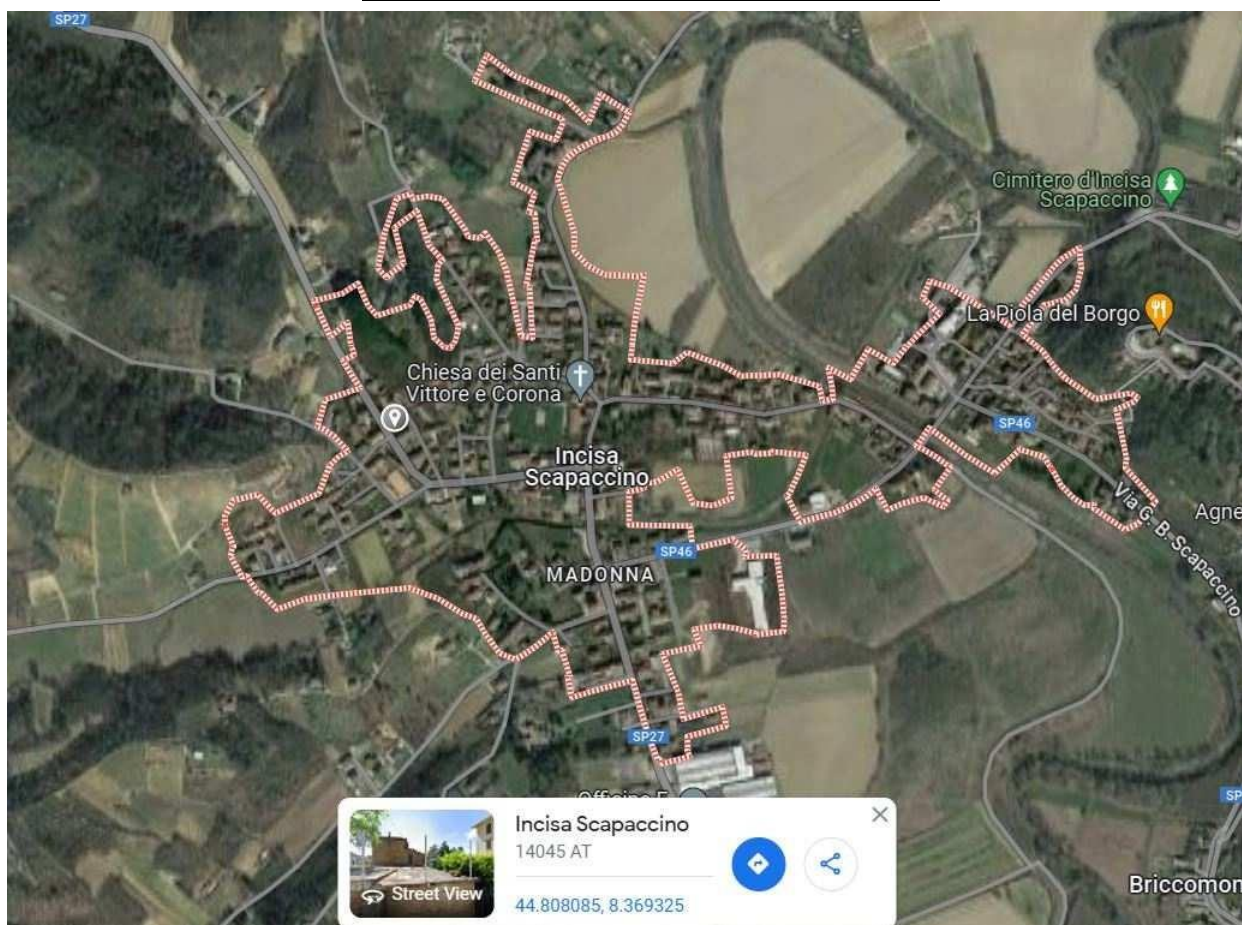 SP27
Cimitero d'Incisa
Scapaccino
La Piola del Borgo
Chiesa dei Santi
Vittore e Corona
SP46
Incisa
Scapaccino
Via G. B. Scapaccino
Agne
SP46
MADONNA
SP27
SP
Incisa Scapaccino
14045 AT
Street View
44.808085, 8.369325
Briccomon